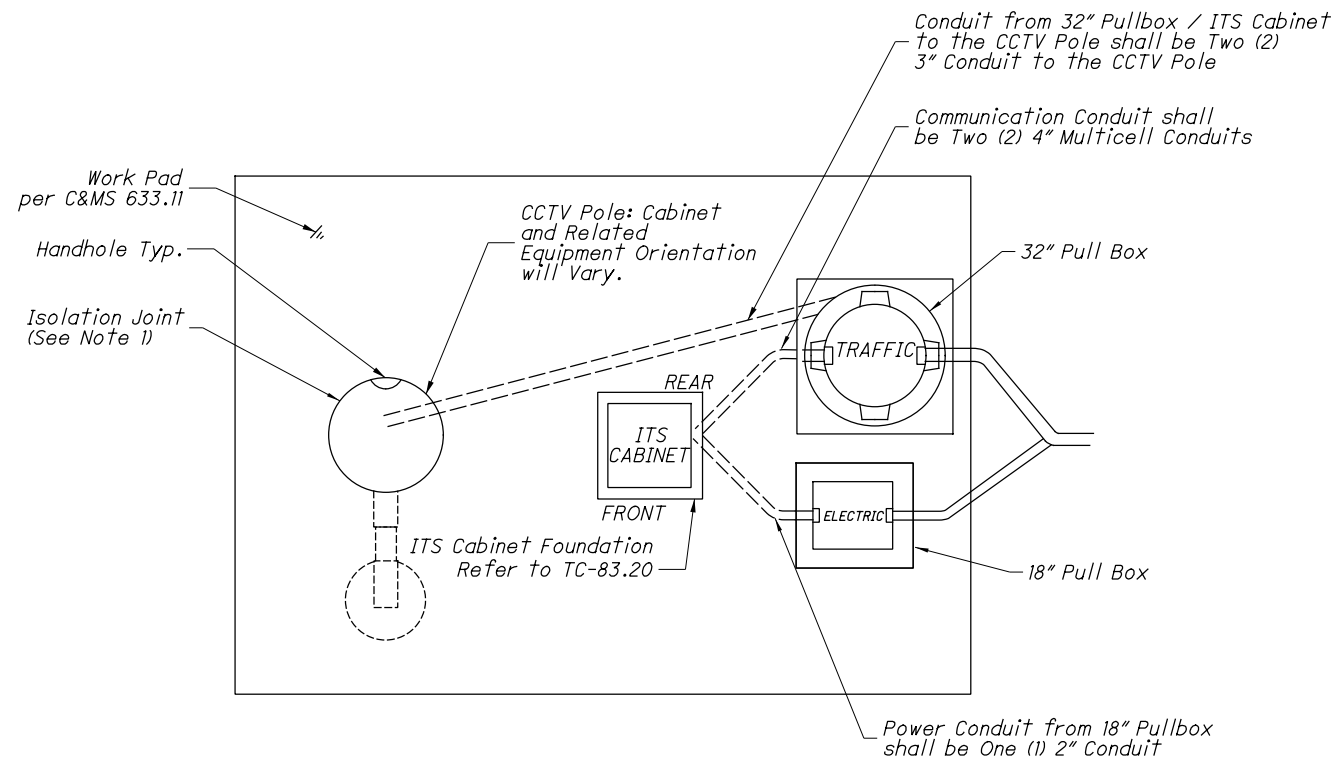 Conduit from 32" Pullbox / ITS Cabinet
to the CCTV Pole shall be Two (2)
3" Conduit to the CCTV Pole
Communication Conduit shall
be Two (2) 4" Multicell Conduits
Work Pad
per C&MS 633.11
CCTV Pole: Cabinet
and Related
Equipment Orientation
will Vary.
Handhole Typ.
32" Pull Box
Isolation Joint
(See Note 1)
TRAFFIC
REAR
ITS
CABINET
FRONT
ELECTRIC
ITS Cabinet Foundation
Refer to TC-83.20
18" Pull Box
Power Conduit from 18" Pullbox
shall be One (1) 2" Conduit